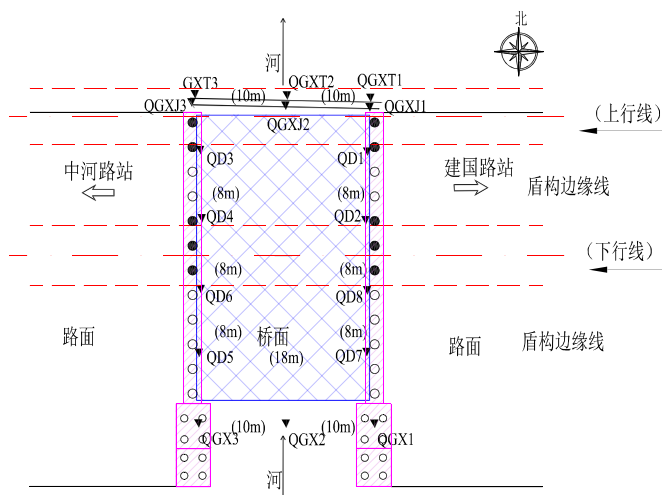 北
河
GXT3
QGXT2
QGXT1
(10m)
(10m)
QGXJ3
QGXJ1
QGXJ2
(上行线)
QD3
QD1
中河路站
建国路站
盾构边缘线
(8m)
(8m)
QD4
QD2
(下行线)
(8m)
(8m)
QD6
QD8
路面
(8m)
桥面
(8m)
路面
盾构边缘线
QD5
(18m)
QD7
(10m)
(10m)
QGX3
QGX2
QGX1
河